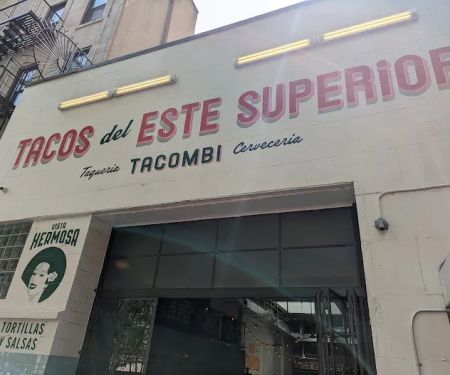 TACOS del ESTE SUPERiOR
Taqueria TACOMBI Cerveceria
VISTA
HERMOSA
TORTILLAS
Y SALSAS